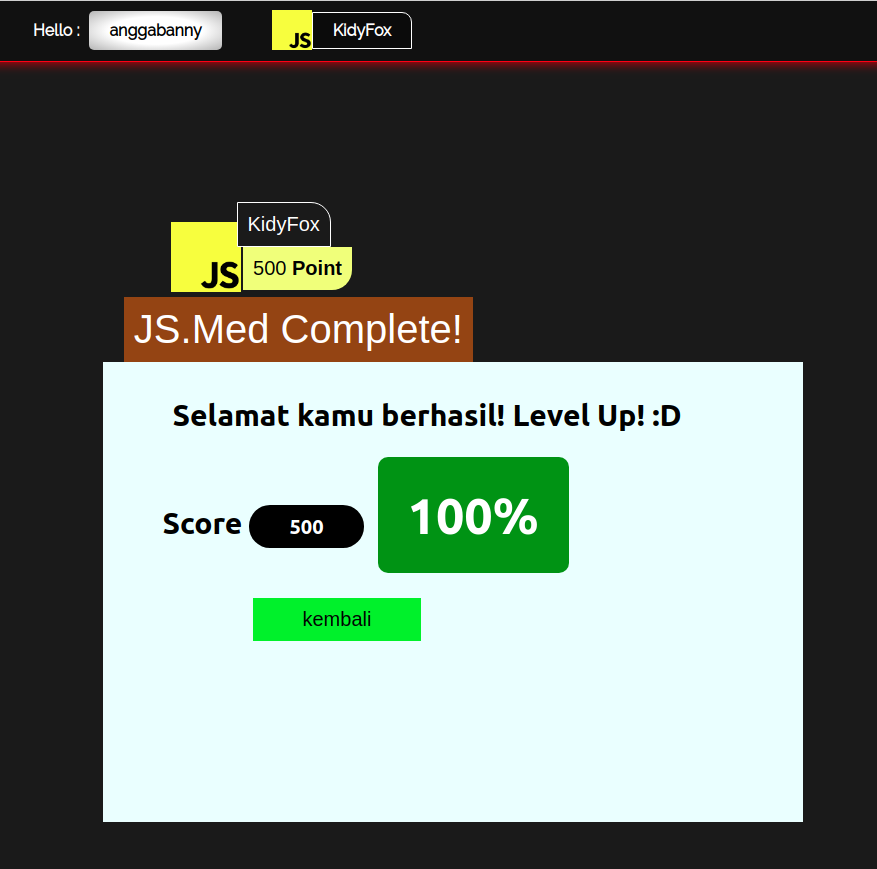 Hello : anggabanny JS KidyFox
KidyFox
JS 500 Point
JS.Med Complete!
Selamat kamu berhasil! Level Up! :D
Score 500 100%
kembali